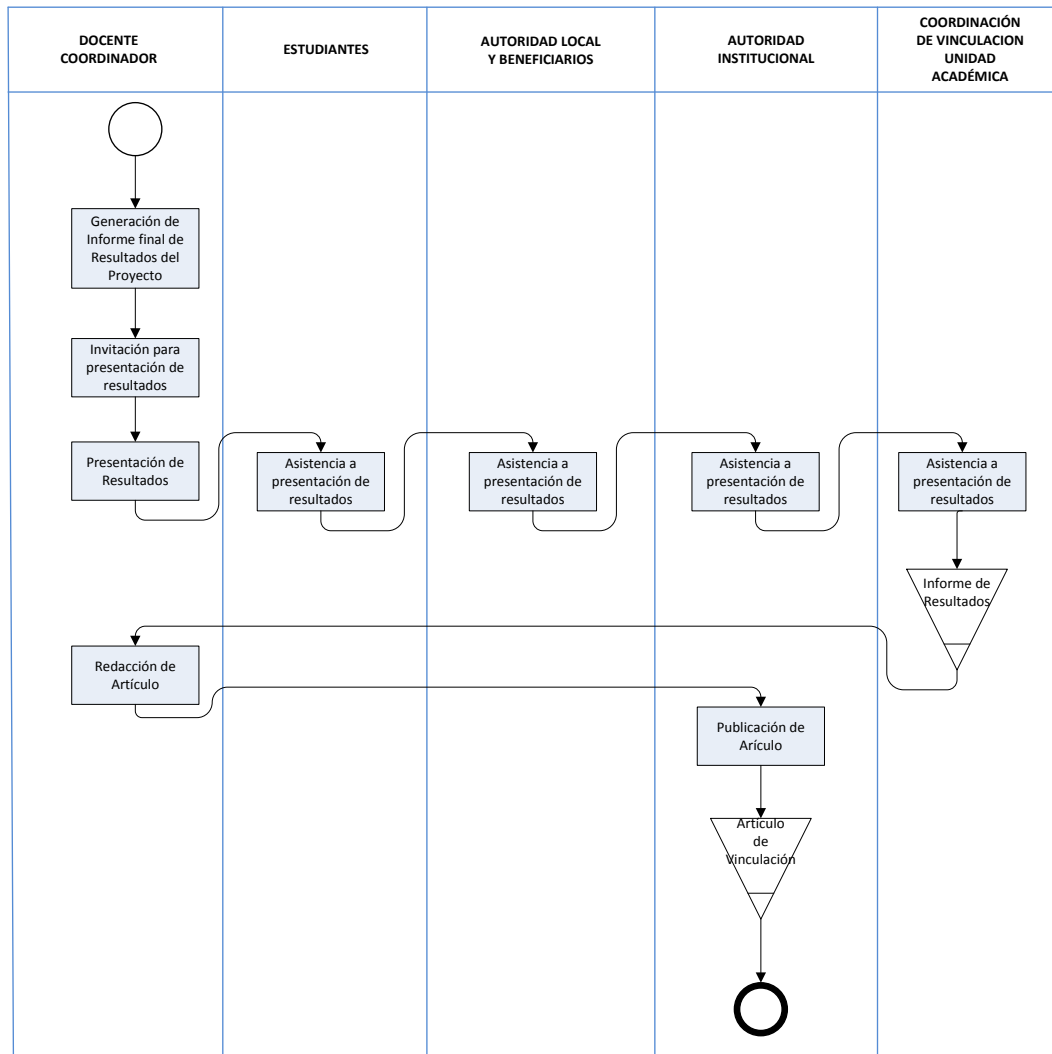 DOCENTE
COORDINADOR
ESTUDIANTES
AUTORIDAD LOCAL
Y BENEFICIARIOS
AUTORIDAD
INSTITUCIONAL
COORDINACIÓN
DE VINCULACION
UNIDAD
ACADÉMICA
Generación de
Informe final de
Resultados del
Proyecto
Invitación para
presentación de
resultados
Presentación de
Resultados
Asistencia a
presentación de
resultados
Asistencia a
presentación de
resultados
Asistencia a
presentación de
resultados
Asistencia a
presentación de
resultados
Informe de
Resultados
Redacción de
Artículo
Publicación de
Arículo
Artículo
de
Vinculación